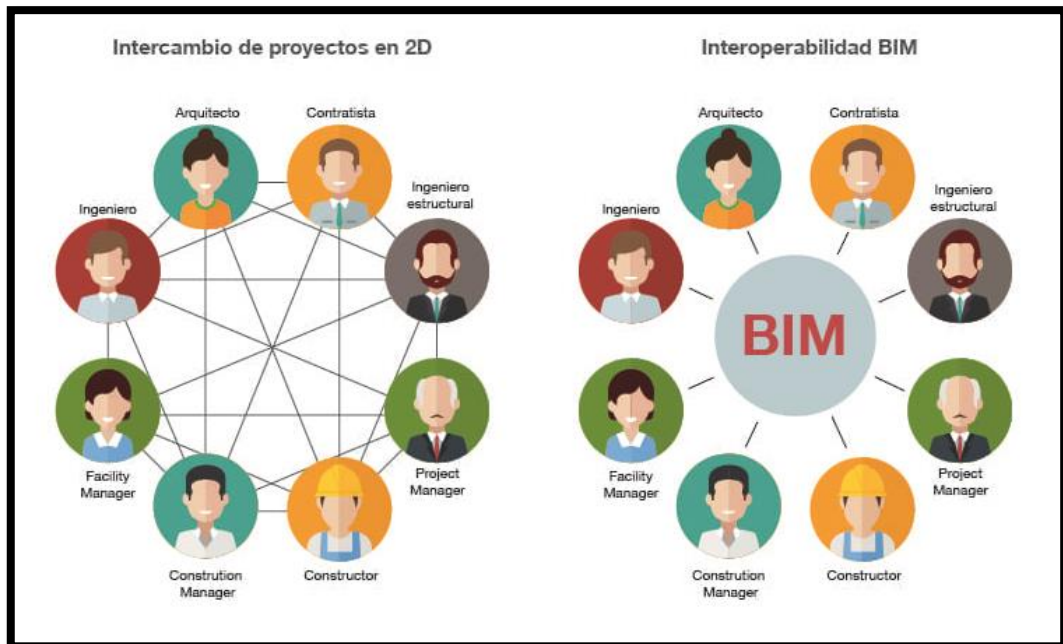 Intercambio de proyectos en 2D
Arquitecto
Contratista
Ingeniero
Ingeniero
estructural
Facility
Manager
Project
Manager
Constrution
Manager
Constructor
Interoperabilidad BIM
Arquitecto
Contratista
Ingeniero
Ingeniero
estructural
BIM
Facility
Manager
Project
Manager
Constrution
Manager
Constructor